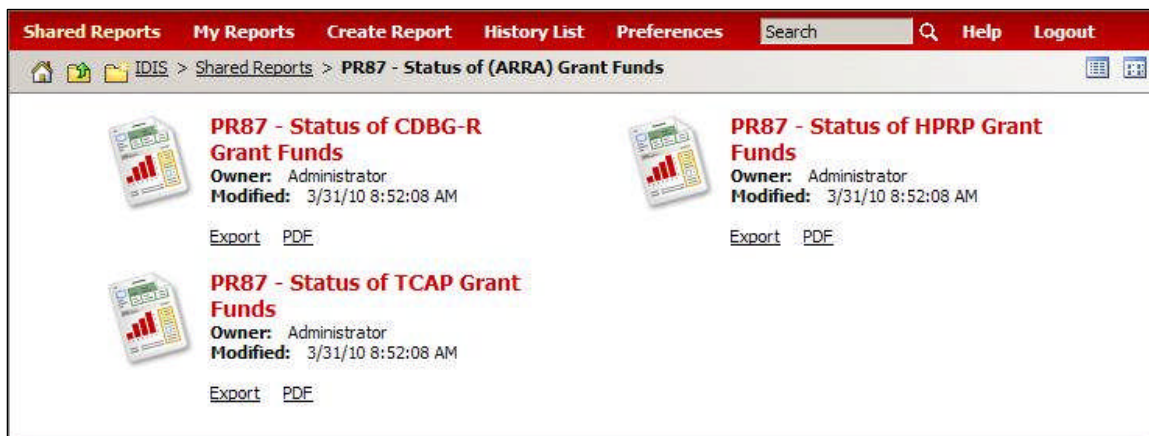 Shared Reports My Reports Create Report History List Preferences Search Help Logout
IDIS > Shared Reports > PR87 - Status of (ARRA) Grant Funds
PR87 - Status of CDBG-R
Grant Funds
Owner: Administrator
Modified: 3/31/10 8:52:08 AM
Export PDF
PR87 - Status of HPRP Grant
Funds
Owner: Administrator
Modified: 3/31/10 8:52:08 AM
Export PDF
PR87 - Status of TCAP Grant
Funds
Owner: Administrator
Modified: 3/31/10 8:52:08 AM
Export PDF